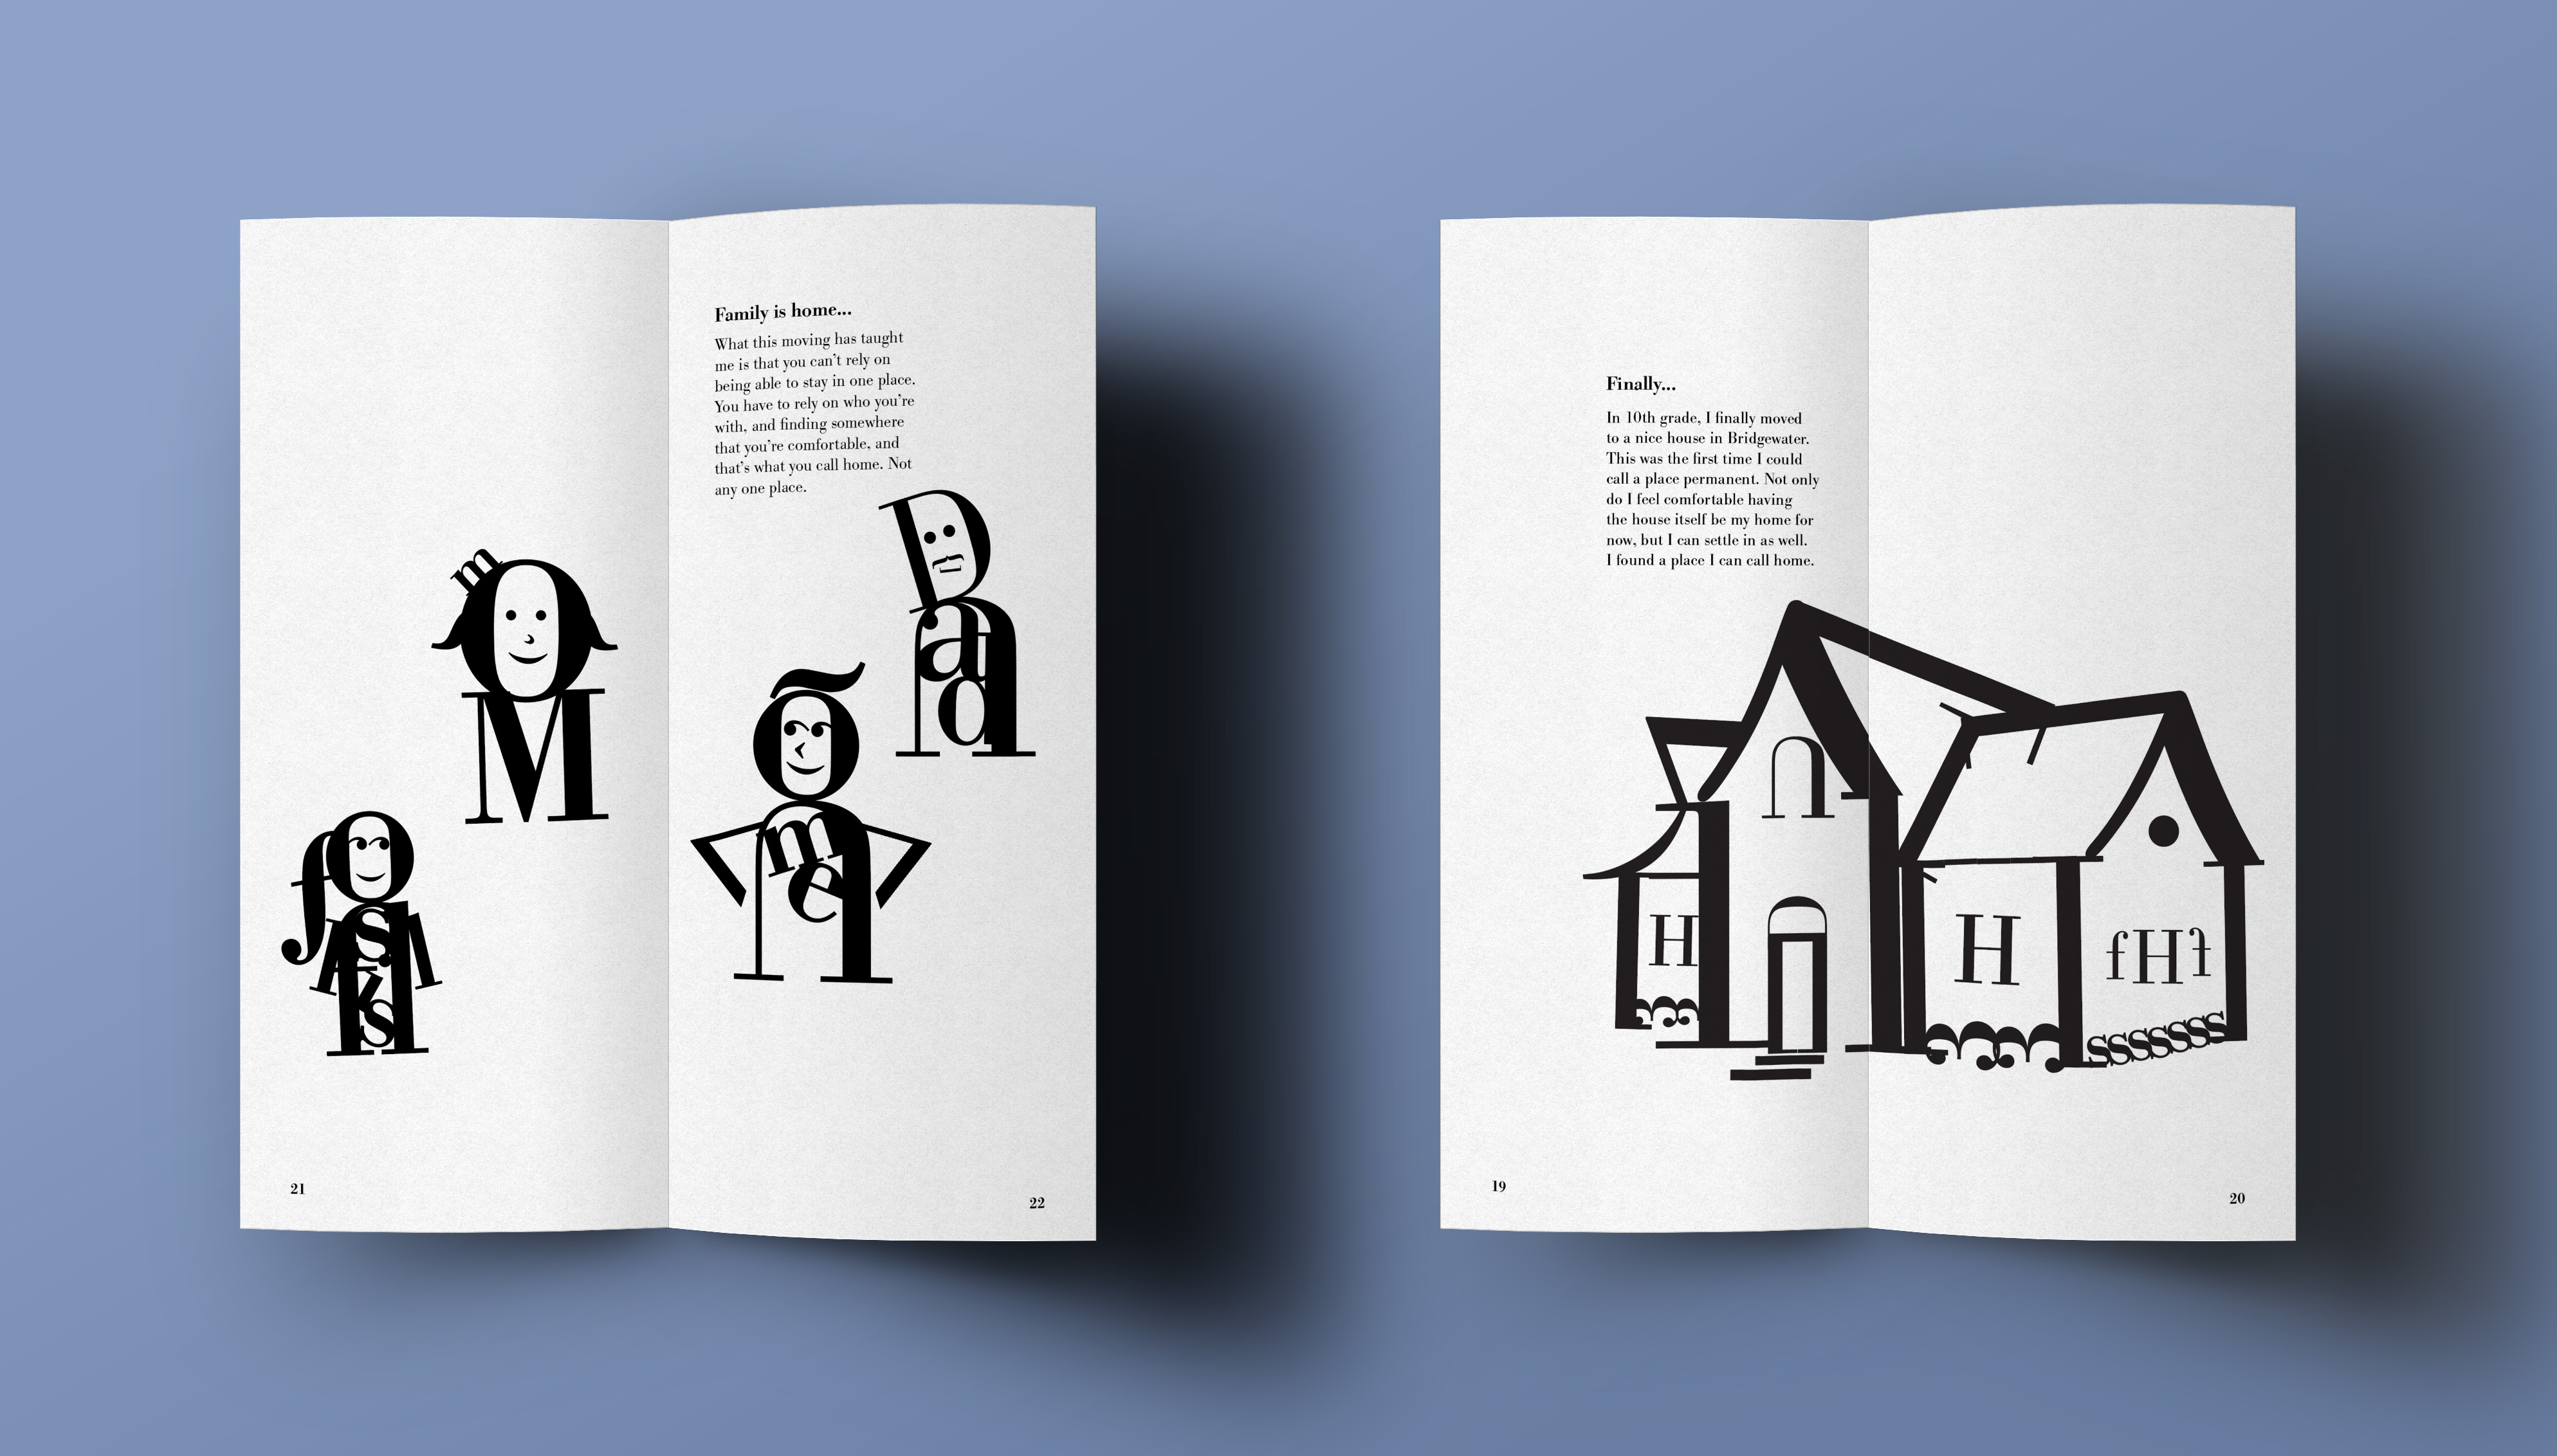 Family is home...
What this moving has taught
me is that you can't rely on
being able to stay in one place.
You have to rely on who you're
with, and finding somewhere
that you're comfortable, and
that's what you call home. Not
any one place.
m
O
M
D
a
d
me
sks
21
22
Finally...
In 10th grade, I finally moved
to a nice house in Bridgewater.
This was the first time I could
call a place permanent. Not only
do I feel comfortable having
the house itself be my home for
now, but I can settle in as well.
I found a place I can call home.
H
H
fHf
sssssss
19
20